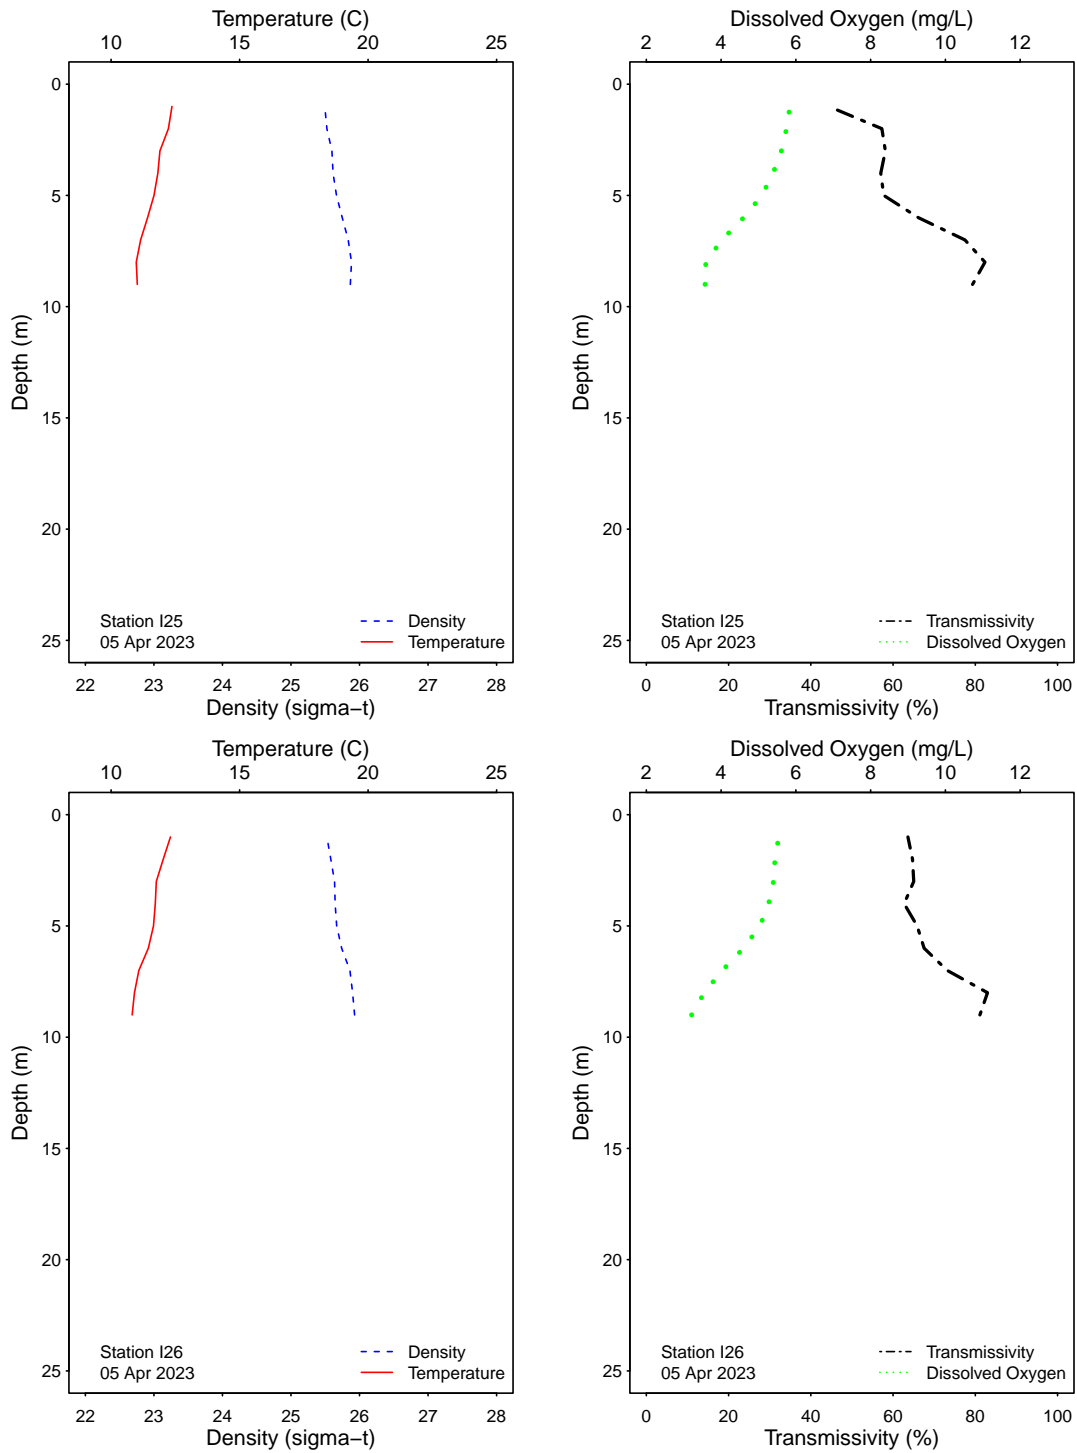 Temperature (C)
10 15 20 25
0
5
10
15
20
25
Depth (m)
Station I25
05 Apr 2023
Density
Temperature
22 23 24 25 26 27 28
Density (sigma−t)
Dissolved Oxygen (mg/L)
2 4 6 8 10 12
0
5
10
15
20
25
Depth (m)
Station I25
05 Apr 2023
Transmissivity
Dissolved Oxygen
0 20 40 60 80 100
Transmissivity (%)
Temperature (C)
10 15 20 25
0
5
10
15
20
25
Depth (m)
Station I26
05 Apr 2023
Density
Temperature
22 23 24 25 26 27 28
Density (sigma−t)
Dissolved Oxygen (mg/L)
2 4 6 8 10 12
0
5
10
15
20
25
Depth (m)
Station I26
05 Apr 2023
Transmissivity
Dissolved Oxygen
0 20 40 60 80 100
Transmissivity (%)